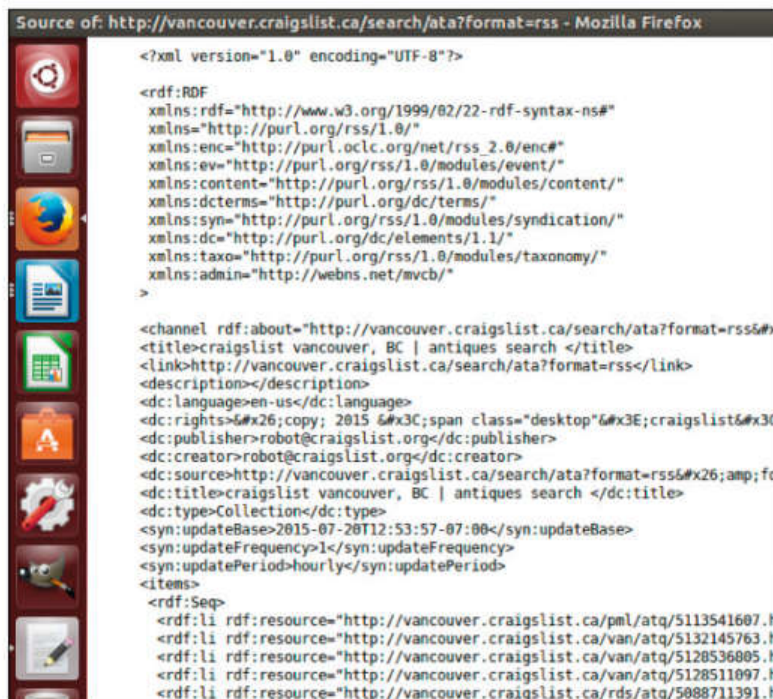 Source of: http://vancouver.craigslist.ca/search/ata?format=rss - Mozilla Firefox
<?xml version="1.0" encoding="UTF-8"?>
<rdf:RDF
xmlns:rdf="http://www.w3.org/1999/02/22-rdf-syntax-ns#"
xmlns="http://purl.org/rss/1.0/"
xmlns:enc="http://purl.oclc.org/net/rss_2.0/enc#"
xmlns:ev="http://purl.org/rss/1.0/modules/event/"
xmlns:content="http://purl.org/rss/1.0/modules/content/"
xmlns:dcterms="http://purl.org/dc/terms/"
xmlns:syn="http://purl.org/rss/1.0/modules/syndication/"
xmlns:dc="http://purl.org/dc/elements/1.1/"
xmlns:taxo="http://purl.org/rss/1.0/modules/taxonomy/"
xmlns:admin="http://webns.net/mvcb/"
>
<channel rdf:about="http://vancouver.craigslist.ca/search/ata?format=rss&#x
<title>craigslist vancouver, BC | antiques search </title>
<link>http://vancouver.craigslist.ca/search/ata?format=rss</link>
<description></description>
<dc:language>en-us</dc:language>
<dc:rights>&#x26;copy; 2015 &#x3C;span class="desktop"&#x3E;craigslist&#x3C
<dc:publisher>robot@craigslist.org</dc:publisher>
<dc:creator>robot@craigslist.org</dc:creator>
<dc:source>http://vancouver.craigslist.ca/search/ata?format=rss&#x26;amp;fo
<dc:title>craigslist vancouver, BC | antiques search </dc:title>
<dc:type>Collection</dc:type>
<syn:updateBase>2015-07-20T12:53:57-07:00</syn:updateBase>
<syn:updateFrequency>1</syn:updateFrequency>
<syn:updatePeriod>hourly</syn:updatePeriod>
<items>
<rdf:Seq>
<rdf:li rdf:resource="http://vancouver.craigslist.ca/pml/atq/5113541607.h
<rdf:li rdf:resource="http://vancouver.craigslist.ca/van/atq/5132145763.h
<rdf:li rdf:resource="http://vancouver.craigslist.ca/van/atq/5128536805.h
<rdf:li rdf:resource="http://vancouver.craigslist.ca/van/atq/5128511097.h
<rdf:li rdf:resource="http://vancouver.craigslist.ca/rds/atq/5088711391.h